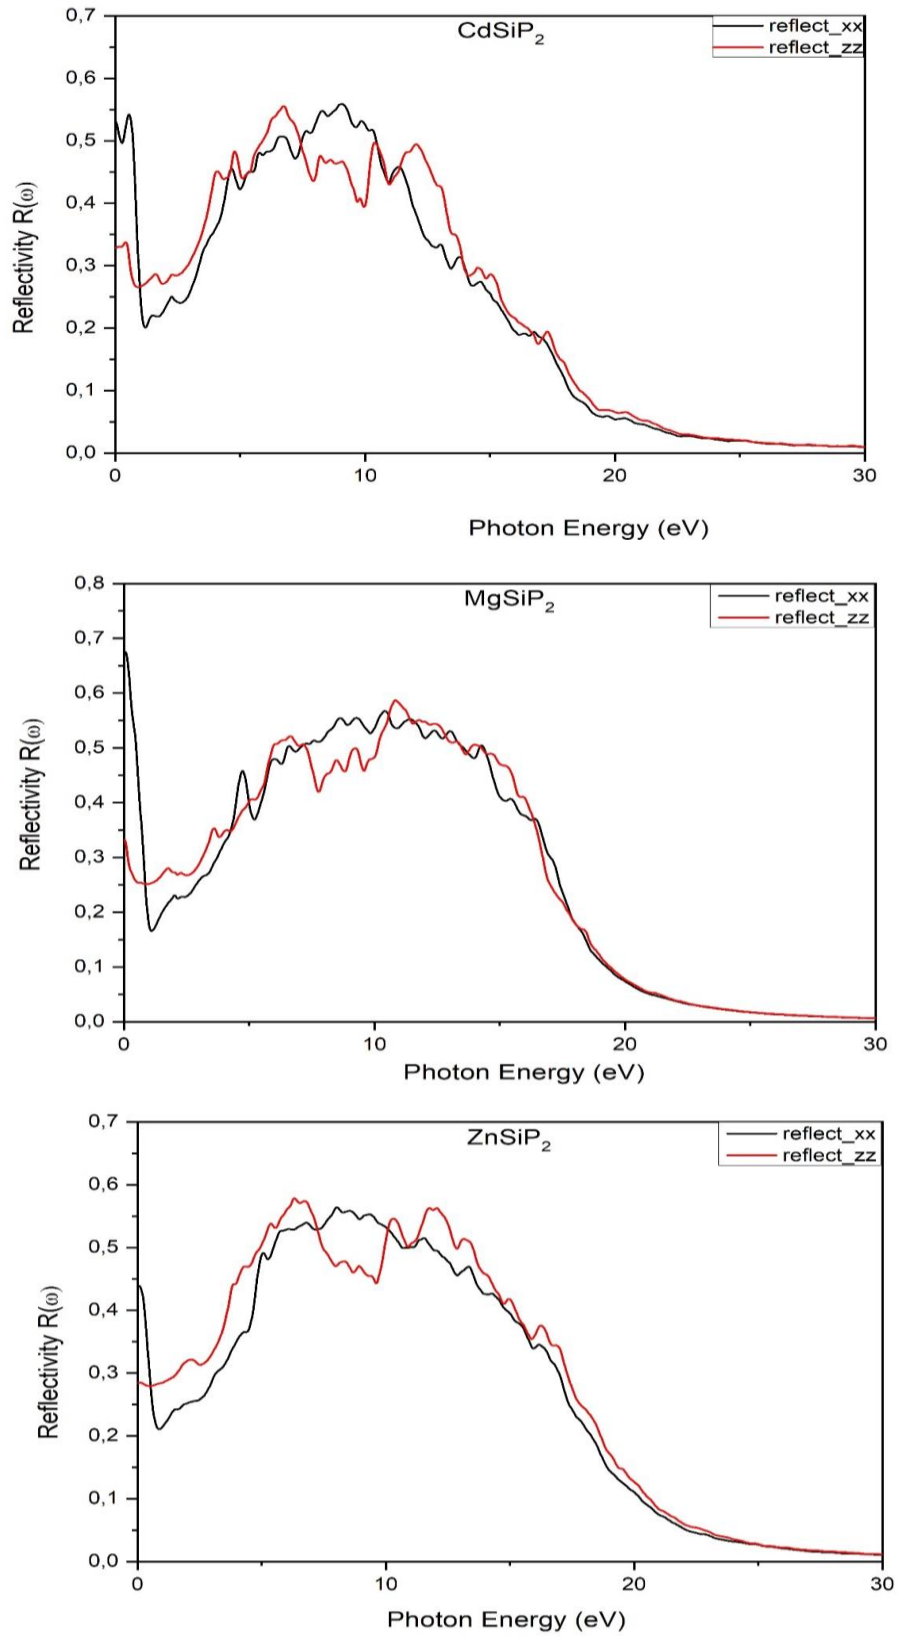 CdSiP2
reflect_xx
reflect_zz
0,7
0,6
0,5
0,4
0,3
0,2
0,1
0,0
Reflectivity R(ω)
0 10 20 30
Photon Energy (eV)
MgSiP2
reflect_xx
reflect_zz
0,8
0,7
0,6
0,5
0,4
0,3
0,2
0,1
0,0
Reflectivity R(ω)
0 10 20 30
Photon Energy (eV)
ZnSiP2
reflect_xx
reflect_zz
0,7
0,6
0,5
0,4
0,3
0,2
0,1
0,0
Reflectivity R(ω)
0 10 20 30
Photon Energy (eV)